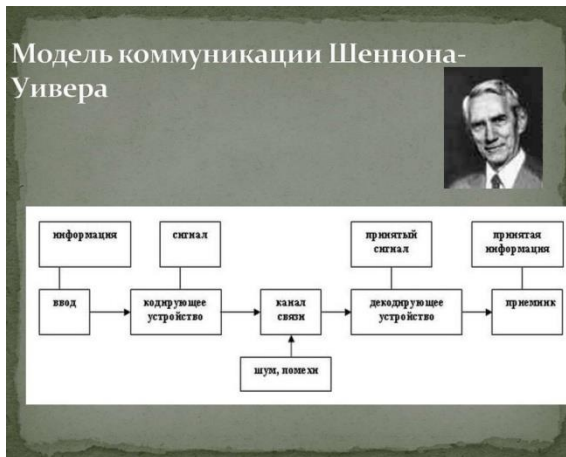 Модель коммуникации Шеннона-
Уивера
информация
сигнал
принятый
сигнал
принятая
информация
ввод
кодирующее
устройство
канал
связи
декодирующее
устройство
приемник
шум, помехи